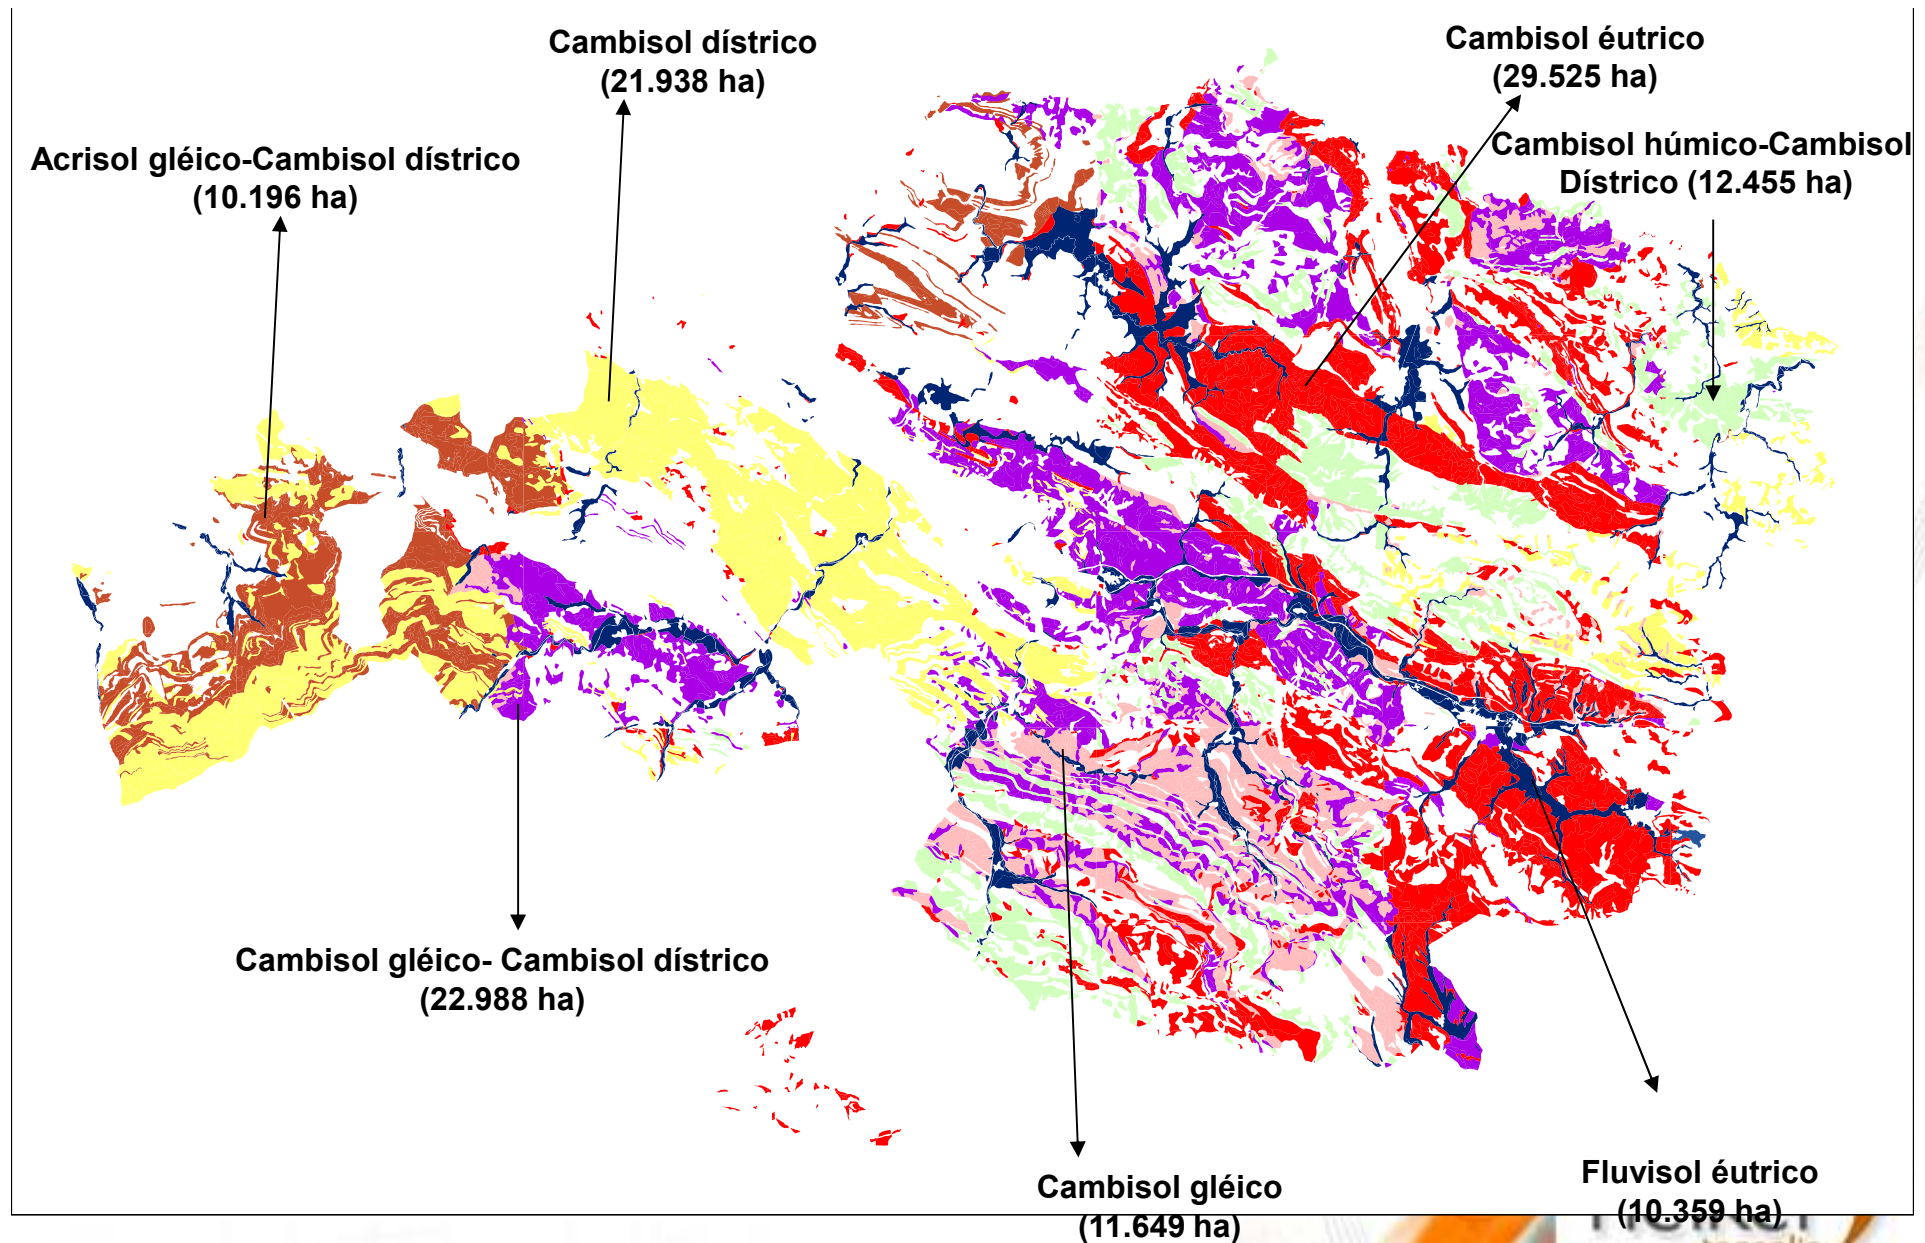 Cambisol dístrico
(21.938 ha)
Cambisol éutrico
(29.525 ha)
Acrisol gléico-Cambisol dístrico
(10.196 ha)
Cambisol húmico-Cambisol
Dístrico (12.455 ha)
Cambisol gléico- Cambisol dístrico
(22.988 ha)
Cambisol gléico
(11.649 ha)
Fluvisol éutrico
(10.359 ha)